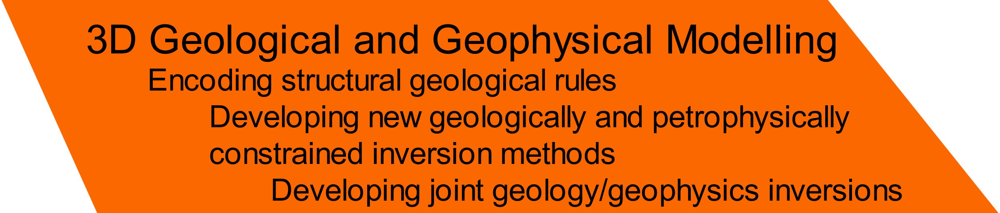 3D Geological and Geophysical Modelling
Encoding structural geological rules
Developing new geologically and petrophysically
constrained inversion methods
Developing joint geology/geophysics inversions